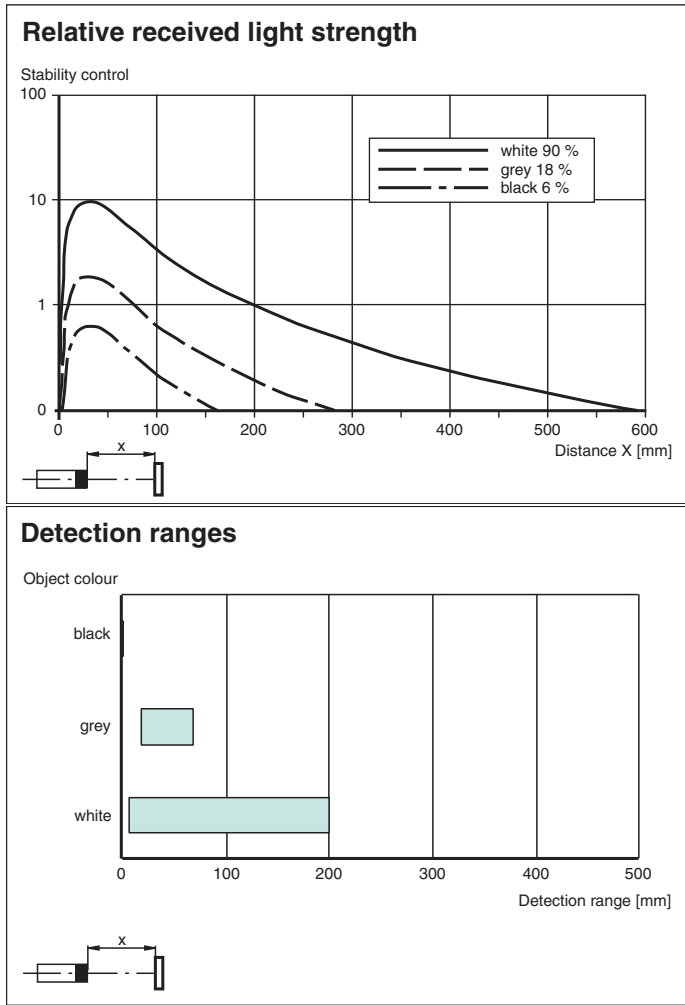 Relative received light strength
Stability control
100
10
1
0
white 90 %
grey 18 %
black 6 %
0 100 200 300 400 500 600
Distance X [mm]
x
Detection ranges
Object colour
black
grey
white
0 100 200 300 400 500
Detection range [mm]
x